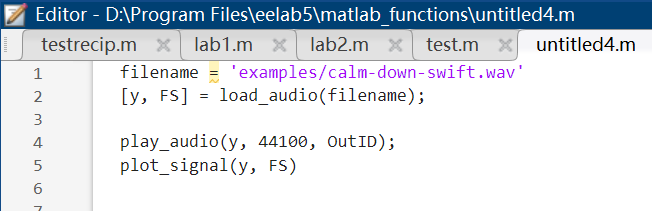 Editor - D:\Program Files\eelab5\matlab_functions\untitled4.m
testrecip.m lab1.m lab2.m test.m untitled4.m
1 filename = 'examples/calm-down-swift.wav'
2 [y, FS] = load_audio(filename);
3
4 play_audio(y, 44100, OutID);
5 plot_signal(y, FS)
6
7